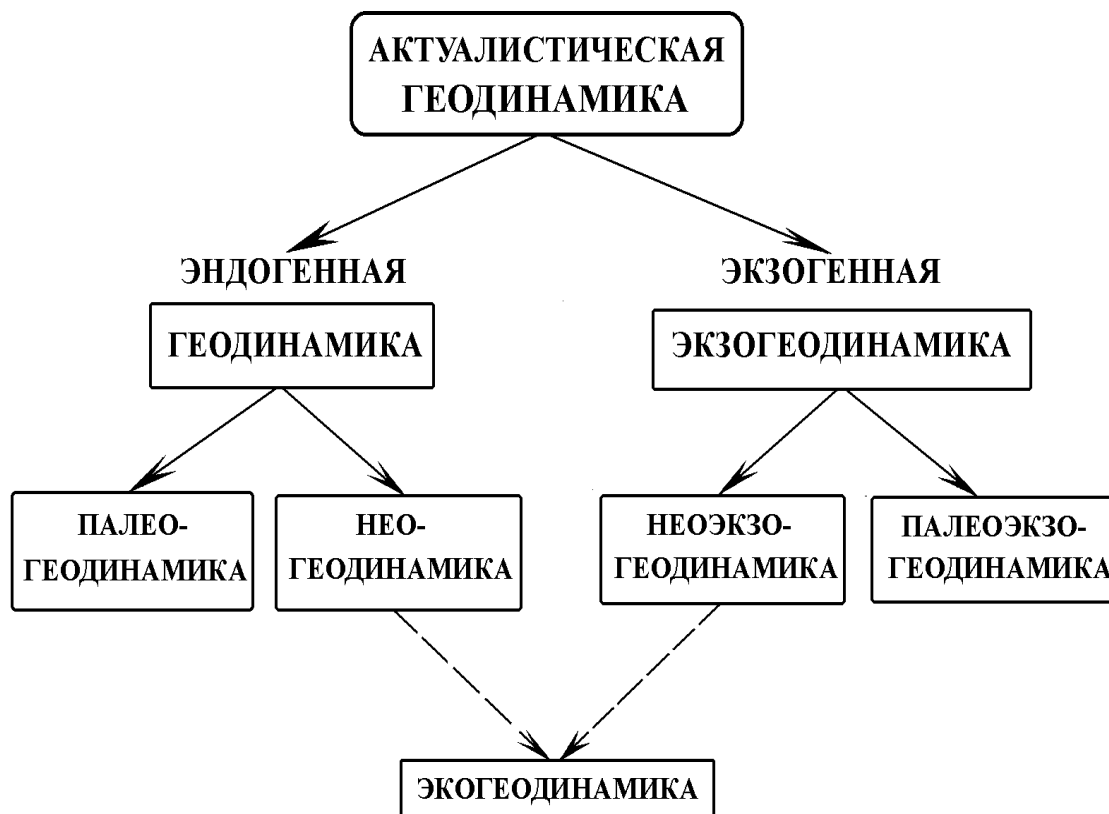 АКТУАЛИСТИЧЕСКАЯ
ГЕОДИНАМИКА
ЭНДОГЕННАЯ
ГЕОДИНАМИКА
ЭКЗОГЕННАЯ
ЭКЗОГЕОДИНАМИКА
ПАЛЕО-
ГЕОДИНАМИКА
НЕО-
ГЕОДИНАМИКА
НЕОЭКЗО-
ГЕОДИНАМИКА
ПАЛЕОЭКЗО-
ГЕОДИНАМИКА
ЭКОГЕОДИНАМИКА